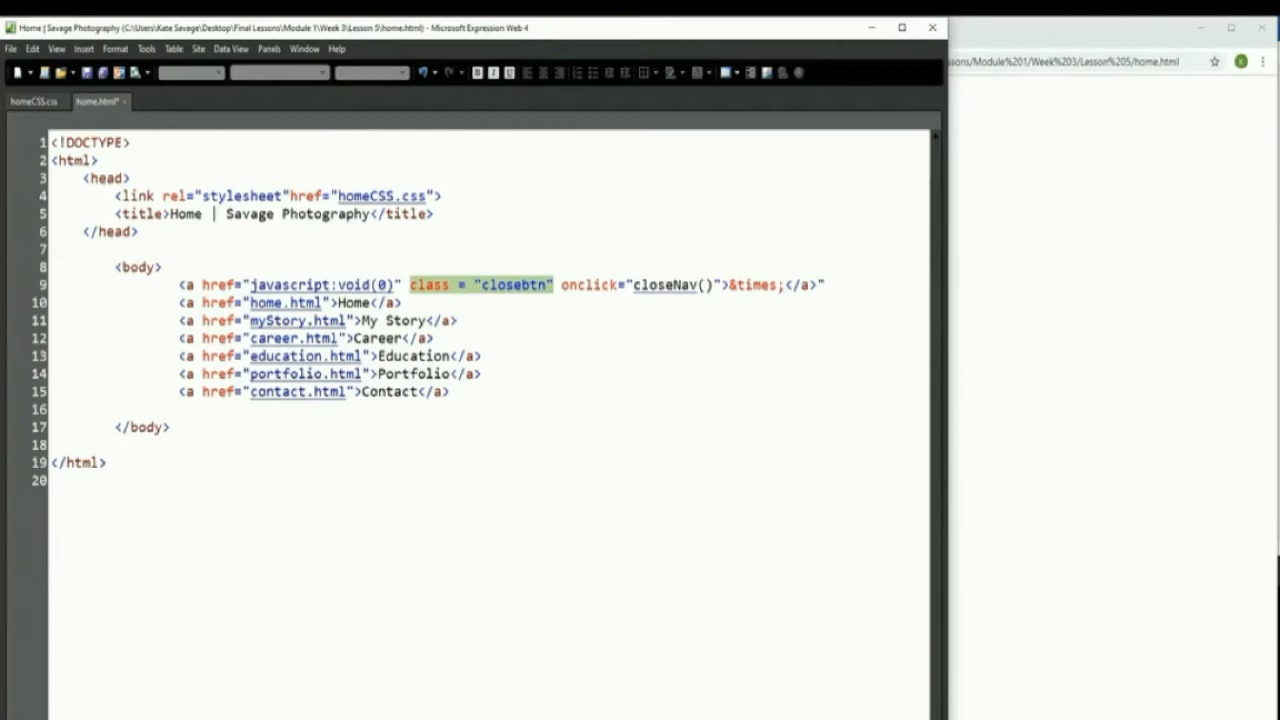 Home | Savage Photography (C:\Users\Kate Savage\Desktop\Final Lessons\Module 1\Week 3\Lesson 5\home.html) - Microsoft Expression Web 4
File Edit View Insert Format Tools Table Site Data View Panels Window Help
sons/Module%201/Week%203/Lesson%205/home.html
homeCSS.css home.html*
1 <!DOCTYPE>
2 <html>
3 <head>
4 <link rel="stylesheet"href="homeCSS.css">
5 <title>Home | Savage Photography</title>
6 </head>
7
8 <body>
9 <a href="javascript:void(0)" class = "closebtn" onclick="closeNav()">&times;</a>"
10 <a href="home.html">Home</a>
11 <a href="myStory.html">My Story</a>
12 <a href="career.html">Career</a>
13 <a href="education.html">Education</a>
14 <a href="portfolio.html">Portfolio</a>
15 <a href="contact.html">Contact</a>
16
17 </body>
18
19 </html>
20